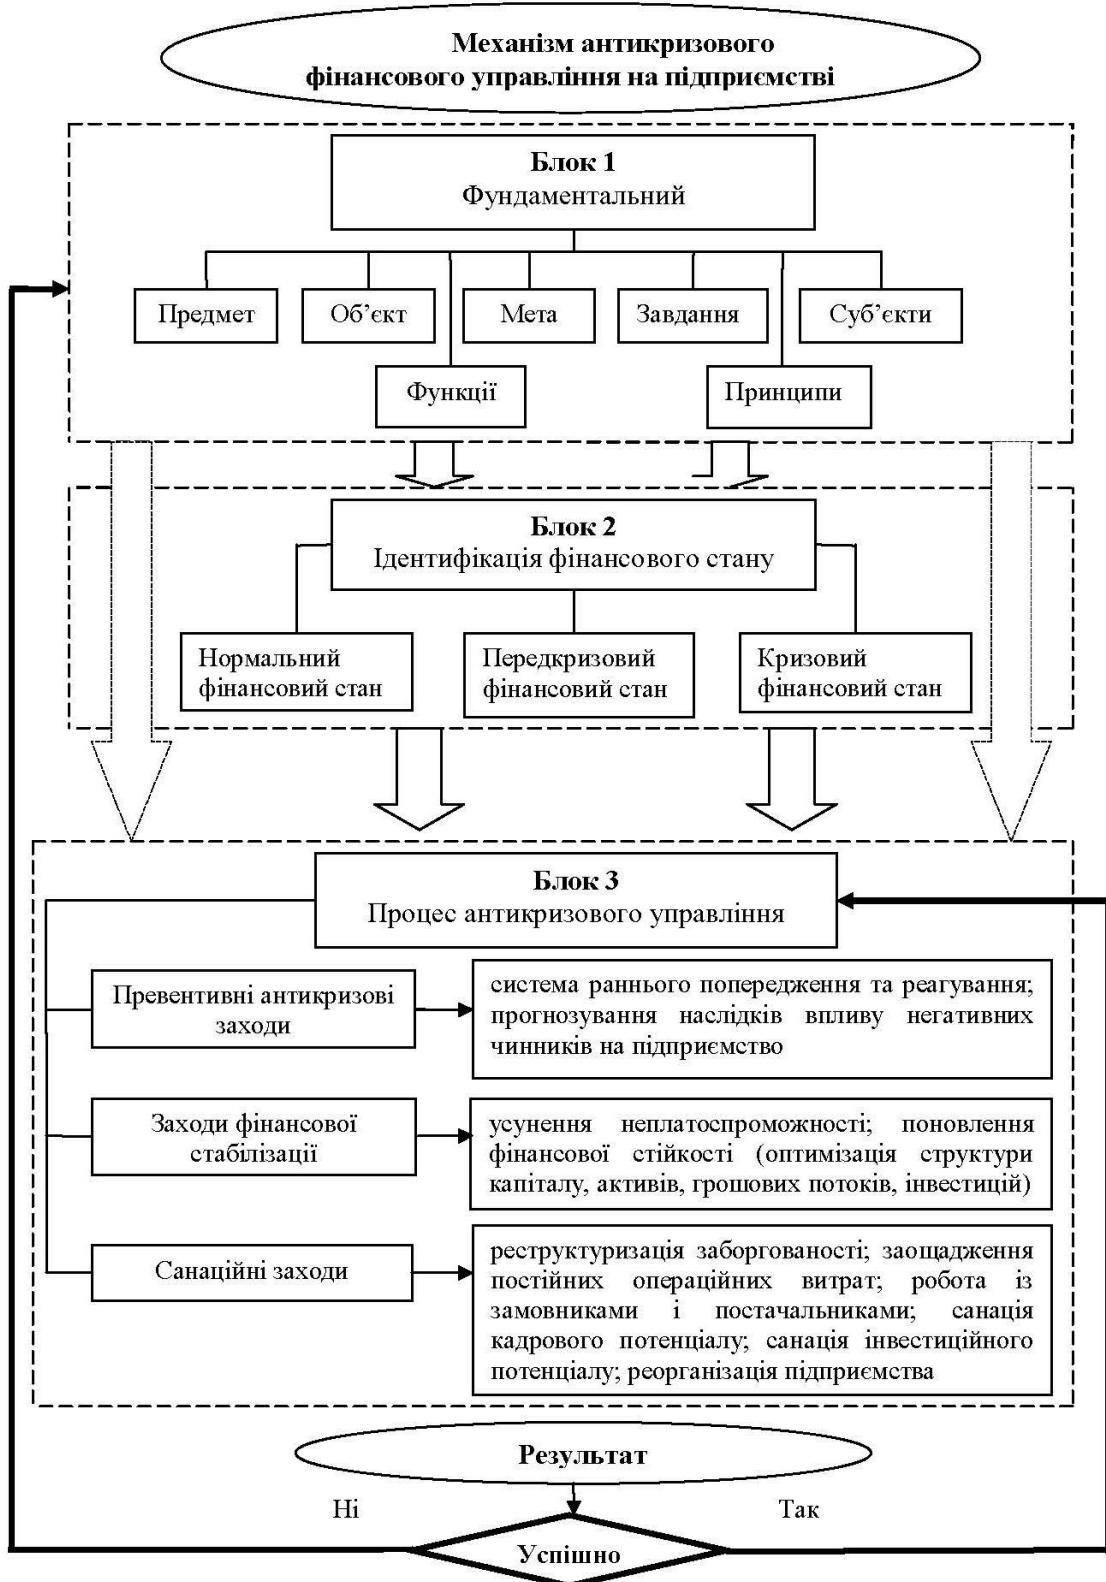 Механізм антикризового
фінансового управління на підприємстві
Блок 1
Фундаментальний
Предмет
Об’єкт
Мета
Завдання
Суб’єкти
Функції
Принципи
Блок 2
Ідентифікація фінансового стану
Нормальний
фінансовий стан
Передкризовий
фінансовий стан
Кризовий
фінансовий стан
Блок 3
Процес антикризового управління
Превентивні антикризові
заходи
система раннього попередження та реагування;
прогнозування наслідків впливу негативних
чинників на підприємство
Заходи фінансової
стабілізації
усунення неплатоспроможності; поновлення
фінансової стійкості (оптимізація структури
капіталу, активів, грошових потоків, інвестицій)
Санаційні заходи
реструктуризація заборгованості; заощадження
постійних операційних витрат; робота із
замовниками і постачальниками; санація
кадрового потенціалу; санація інвестиційного
потенціалу; реорганізація підприємства
Результат
Ні
Так
Успішно